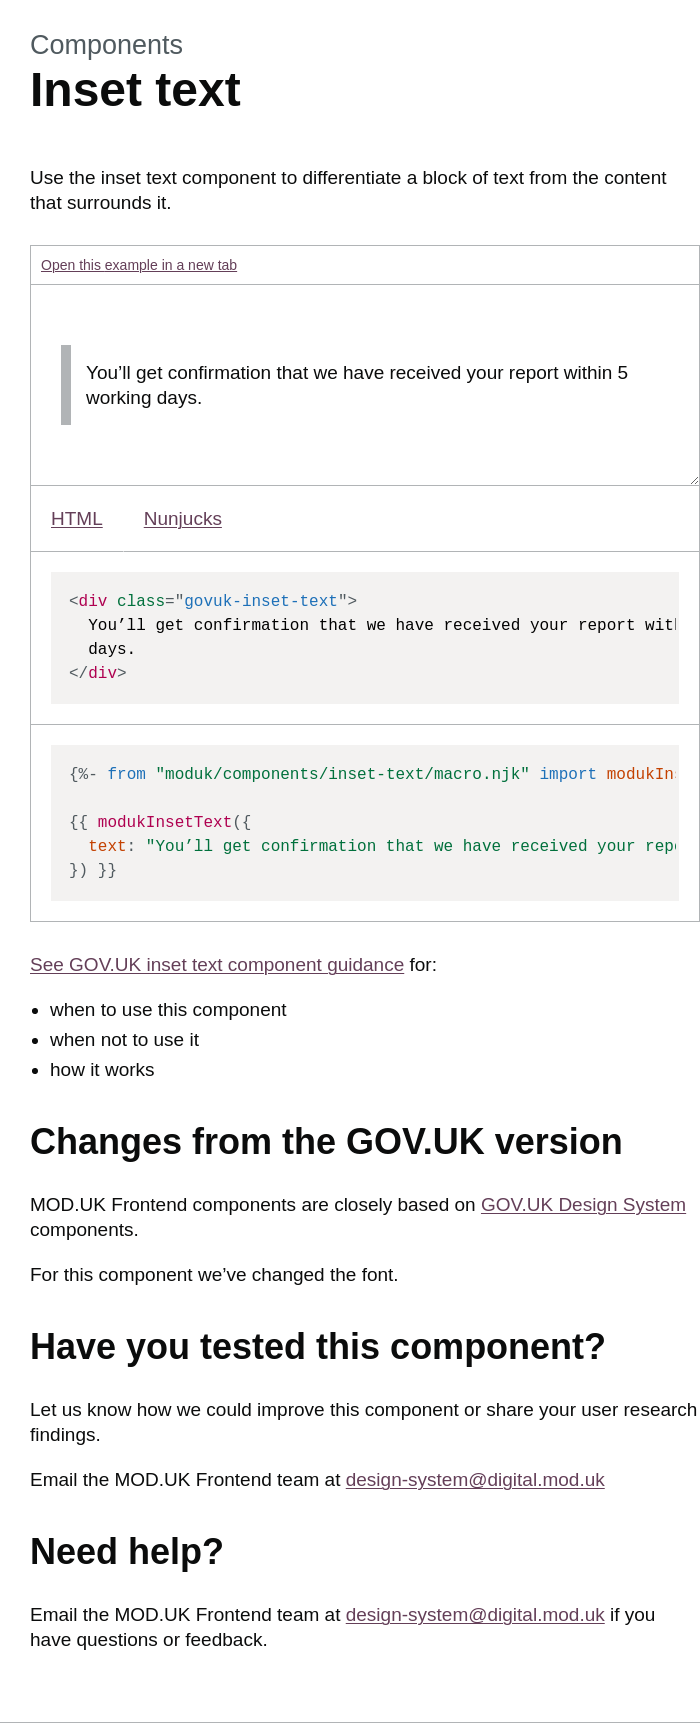 Components
Inset text
Use the inset text component to differentiate a block of text from the content
that surrounds it.
Open this example in a new tab
You’ll get confirmation that we have received your report within 5
working days.
HTML Nunjucks
<div class="govuk-inset-text">
  You’ll get confirmation that we have received your report
  days.
</div>
{%- from "moduk/components/inset-text/macro.njk" import
{{ modukInsetText({
  text: "You’ll get confirmation that we have received your
}) }}
See GOV.UK inset text component guidance for:
• when to use this component
• when not to use it
• how it works
Changes from the GOV.UK version
MOD.UK Frontend components are closely based on GOV.UK Design System
components.
For this component we’ve changed the font.
Have you tested this component?
Let us know how we could improve this component or share your user research
findings.
Email the MOD.UK Frontend team at design-system@digital.mod.uk
Need help?
Email the MOD.UK Frontend team at design-system@digital.mod.uk if you
have questions or feedback.